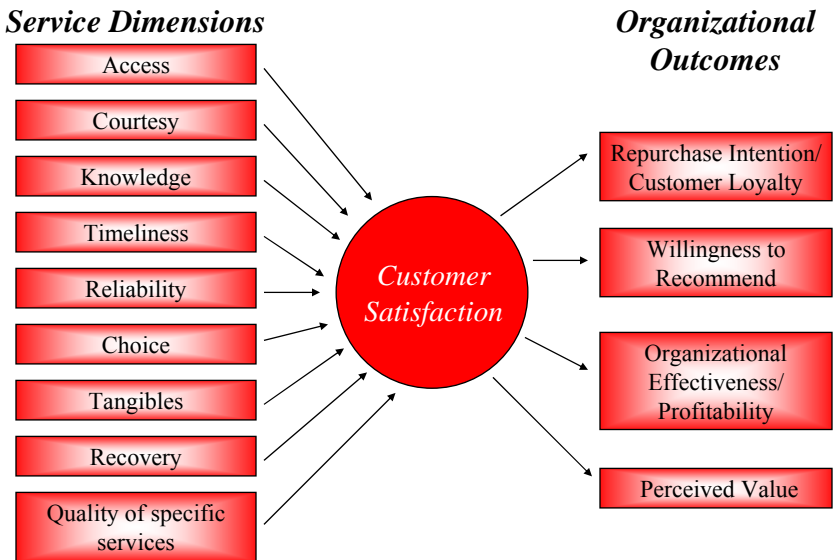 Service Dimensions
Access
Courtesy
Knowledge
Timeliness
Reliability
Choice
Tangibles
Recovery
Quality of specific
services
Customer
Satisfaction
Organizational
Outcomes
Repurchase Intention/
Customer Loyalty
Willingness to
Recommend
Organizational
Effectiveness/
Profitability
Perceived Value